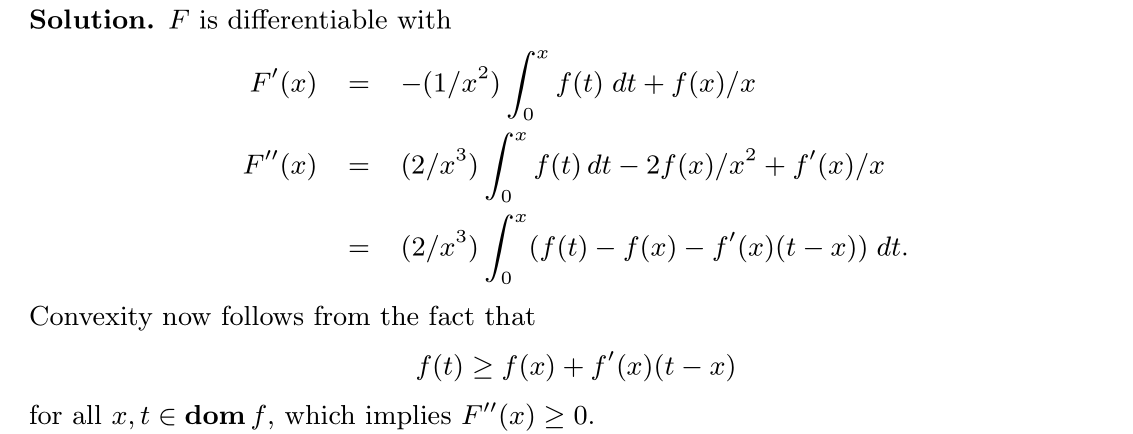 Solution. F is differentiable with
F′(x) = −(1/x²) ∫₀ˣ f(t) dt + f(x)/x
F′′(x) = (2/x³) ∫₀ˣ f(t) dt − 2f(x)/x² + f′(x)/x
= (2/x³) ∫₀ˣ (f(t) − f(x) − f′(x)(t − x)) dt.
Convexity now follows from the fact that
f(t) ≥ f(x) + f′(x)(t − x)
for all x, t ∈ dom f, which implies F′′(x) ≥ 0.